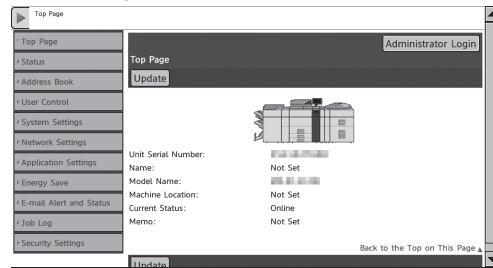 Top Page
Top Page
Status
Address Book
User Control
System Settings
Network Settings
Application Settings
Energy Save
E-mail Alert and Status
Job Log
Security Settings
Administrator Login
Top Page
Update
Unit Serial Number:
Name: Not Set
Model Name:
Machine Location: Not Set
Current Status: Online
Memo: Not Set
Back to the Top on This Page ▲
Update